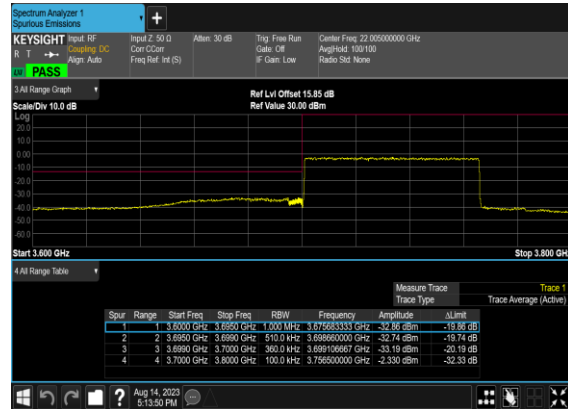 Spectrum Analyzer 1
Spurious Emissions
+
KEYSIGHT Input: RF Input Z: 50 Ω Atten: 30 dB Trig: Free Run Center Freq: 22.005000000 GHz
R T Coupling: DC Corr CCorr Gate: Off Avg|Hold: 100/100
Align: Auto Freq Ref: Int (S) IF Gain: Low Radio Std: None
LW PASS
3 All Range Graph
Ref Lvl Offset 15.85 dB
Scale/Div 10.0 dB Ref Value 30.00 dBm
Log
20.0
10.0
0.00
-10.0
-20.0
-30.0
-40.0
-50.0
-60.0
Start 3.600 GHz Stop 3.800 GHz
4 All Range Table
Measure Trace Trace 1
Trace Type Trace Average (Active)
Spur Range Start Freq Stop Freq RBW Frequency Amplitude ΔLimit
1 1 3.6000 GHz 3.6950 GHz 1.000 MHz 3.675683333 GHz -32.86 dBm -19.86 dB
2 2 3.6950 GHz 3.6990 GHz 510.0 kHz 3.698660000 GHz -32.74 dBm -19.74 dB
3 3 3.6990 GHz 3.7000 GHz 360.0 kHz 3.699106667 GHz -33.19 dBm -20.19 dB
4 4 3.7000 GHz 3.8000 GHz 100.0 kHz 3.756500000 GHz -2.330 dBm -32.33 dB
? Aug 14, 2023
5:13:50 PM